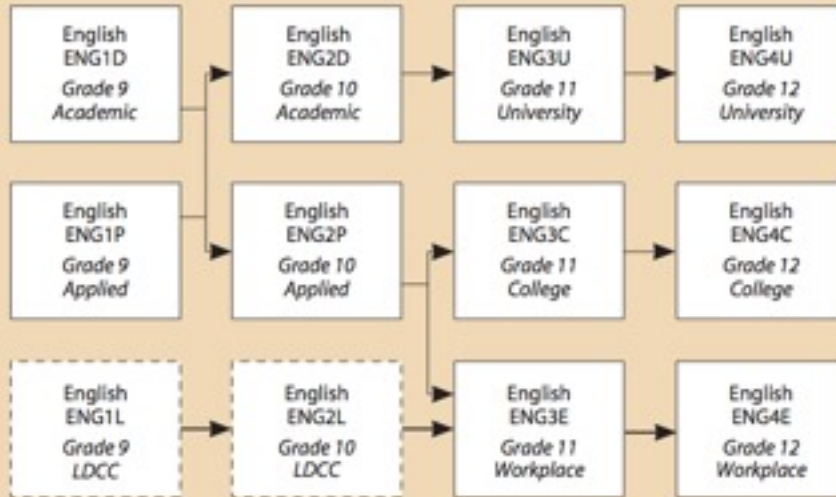 English
ENG1D
Grade 9
Academic
English
ENG2D
Grade 10
Academic
English
ENG3U
Grade 11
University
English
ENG4U
Grade 12
University
English
ENG1P
Grade 9
Applied
English
ENG2P
Grade 10
Applied
English
ENG3C
Grade 11
College
English
ENG4C
Grade 12
College
English
ENG1L
Grade 9
LDCC
English
ENG2L
Grade 10
LDCC
English
ENG3E
Grade 11
Workplace
English
ENG4E
Grade 12
Workplace